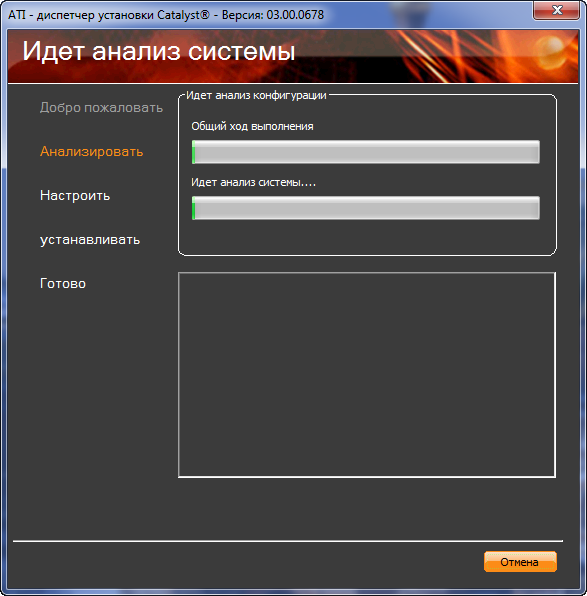 ATI - диспетчер установки Catalyst® - Версия: 03.00.0678
Идет анализ системы
Добро пожаловать
Анализировать
Настроить
устанавливать
Готово
Идет анализ конфигурации
Общий ход выполнения
Идет анализ системы....
Отмена